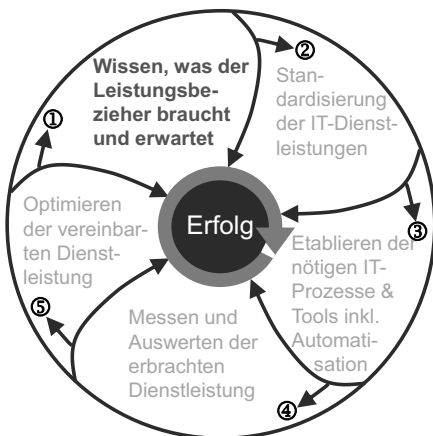 Wissen, was der
Leistungsbe-
zieher braucht
und erwartet
①
②
Stan-
dardisierung
der IT-Dienst-
leistungen
③
Etablieren der
nötigen IT-
Prozesse &
Tools inkl.
Automati-
sation
④
Messen und
Auswerten der
erbrachten
Dienstleistung
⑤
Optimieren
der vereinbar-
ten Dienst-
leistung
Erfolg